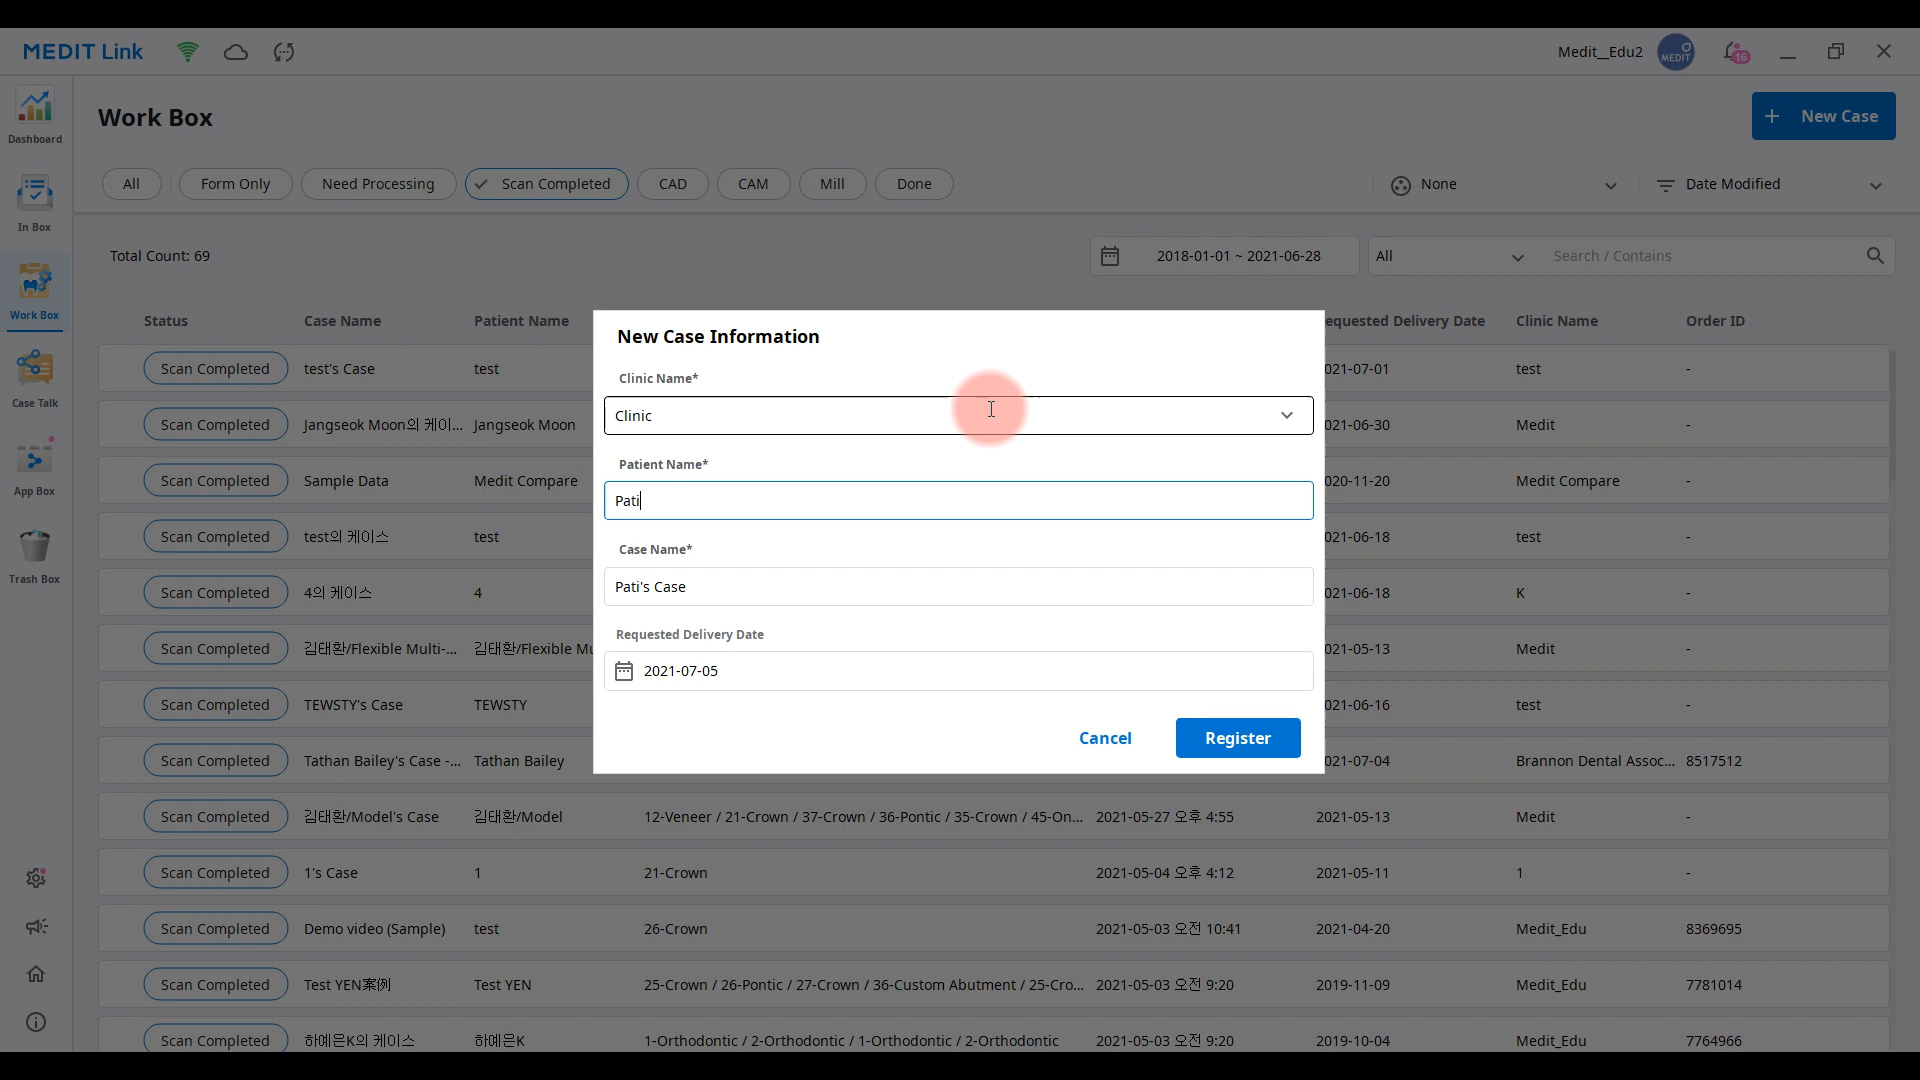 MEDIT Link
Medit__Edu2
MEDIT
16
Dashboard
In Box
Work Box
Case Talk
App Box
Trash Box
Work Box
+ New Case
All
Form Only
Need Processing
Scan Completed
CAD
CAM
Mill
Done
None
Date Modified
Total Count: 69
2018-01-01 ~ 2021-06-28
All
Search / Contains
Status Case Name Patient Name equested Delivery Date Clinic Name Order ID
Scan Completed test's Case test 021-07-01 test -
Scan Completed Jangseok Moon의 케이... Jangseok Moon 021-06-30 Medit -
Scan Completed Sample Data Medit Compare 020-11-20 Medit Compare -
Scan Completed test의 케이스 test 021-06-18 test -
Scan Completed 4의 케이스 4 021-06-18 K -
Scan Completed 김태환/Flexible Multi-... 김태환/Flexible Mu 021-05-13 Medit -
Scan Completed TEWSTY's Case TEWSTY 021-06-16 test -
Scan Completed Tathan Bailey's Case -... Tathan Bailey 021-07-04 Brannon Dental Assoc... 8517512
Scan Completed 김태환/Model's Case 김태환/Model 12-Veneer / 21-Crown / 37-Crown / 36-Pontic / 35-Crown / 45-On... 2021-05-27 오후 4:55 2021-05-13 Medit -
Scan Completed 1's Case 1 21-Crown 2021-05-04 오후 4:12 2021-05-11 1 -
Scan Completed Demo video (Sample) test 26-Crown 2021-05-03 오전 10:41 2021-04-20 Medit_Edu 8369695
Scan Completed Test YEN案例 Test YEN 25-Crown / 26-Pontic / 27-Crown / 36-Custom Abutment / 25-Cro... 2021-05-03 오전 9:20 2019-11-09 Medit_Edu 7781014
Scan Completed 하예은K의 케이스 하예은K 1-Orthodontic / 2-Orthodontic / 1-Orthodontic / 2-Orthodontic 2021-05-03 오전 9:20 2019-10-04 Medit_Edu 7764966
New Case Information
Clinic Name*
Clinic
Patient Name*
Pati
Case Name*
Pati's Case
Requested Delivery Date
2021-07-05
Cancel
Register